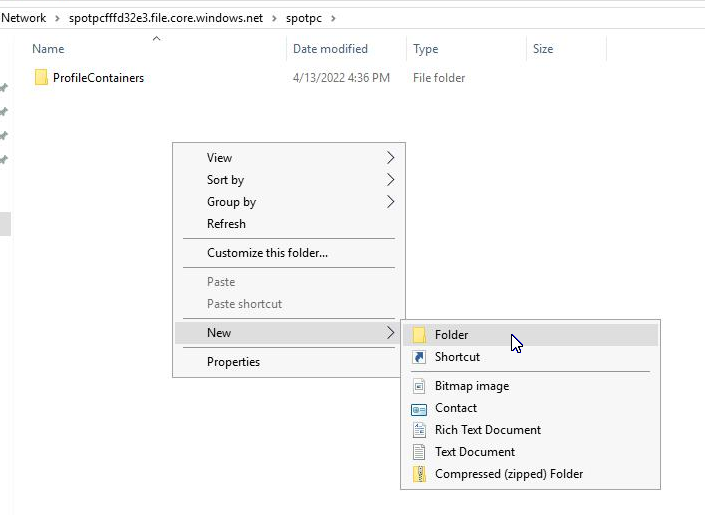 Network > spotpcfffd32e3.file.core.windows.net > spotpc >
Name Date modified Type Size
ProfileContainers 4/13/2022 4:36 PM File folder
View
Sort by
Group by
Refresh
Customize this folder...
Paste
Paste shortcut
New
Properties
Folder
Shortcut
Bitmap image
Contact
Rich Text Document
Text Document
Compressed (zipped) Folder